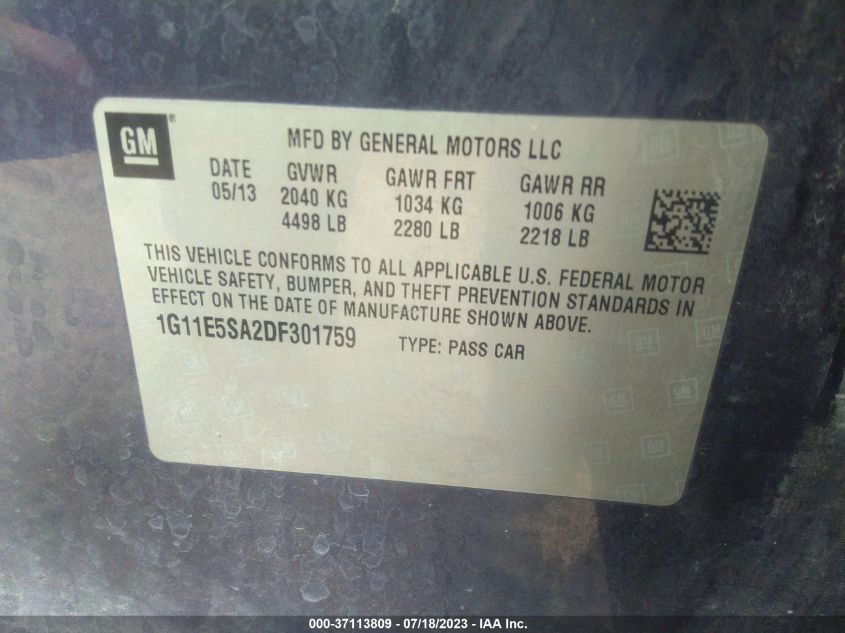 GM ®
MFD BY GENERAL MOTORS LLC
DATE GVWR GAWR FRT GAWR RR
05/13 2040 KG 1034 KG 1006 KG
4498 LB 2280 LB 2218 LB
THIS VEHICLE CONFORMS TO ALL APPLICABLE U.S. FEDERAL MOTOR
VEHICLE SAFETY, BUMPER, AND THEFT PREVENTION STANDARDS IN
EFFECT ON THE DATE OF MANUFACTURE SHOWN ABOVE.
1G11E5SA2DF301759 TYPE: PASS CAR
000-37113809 - 07/18/2023 - IAA Inc.